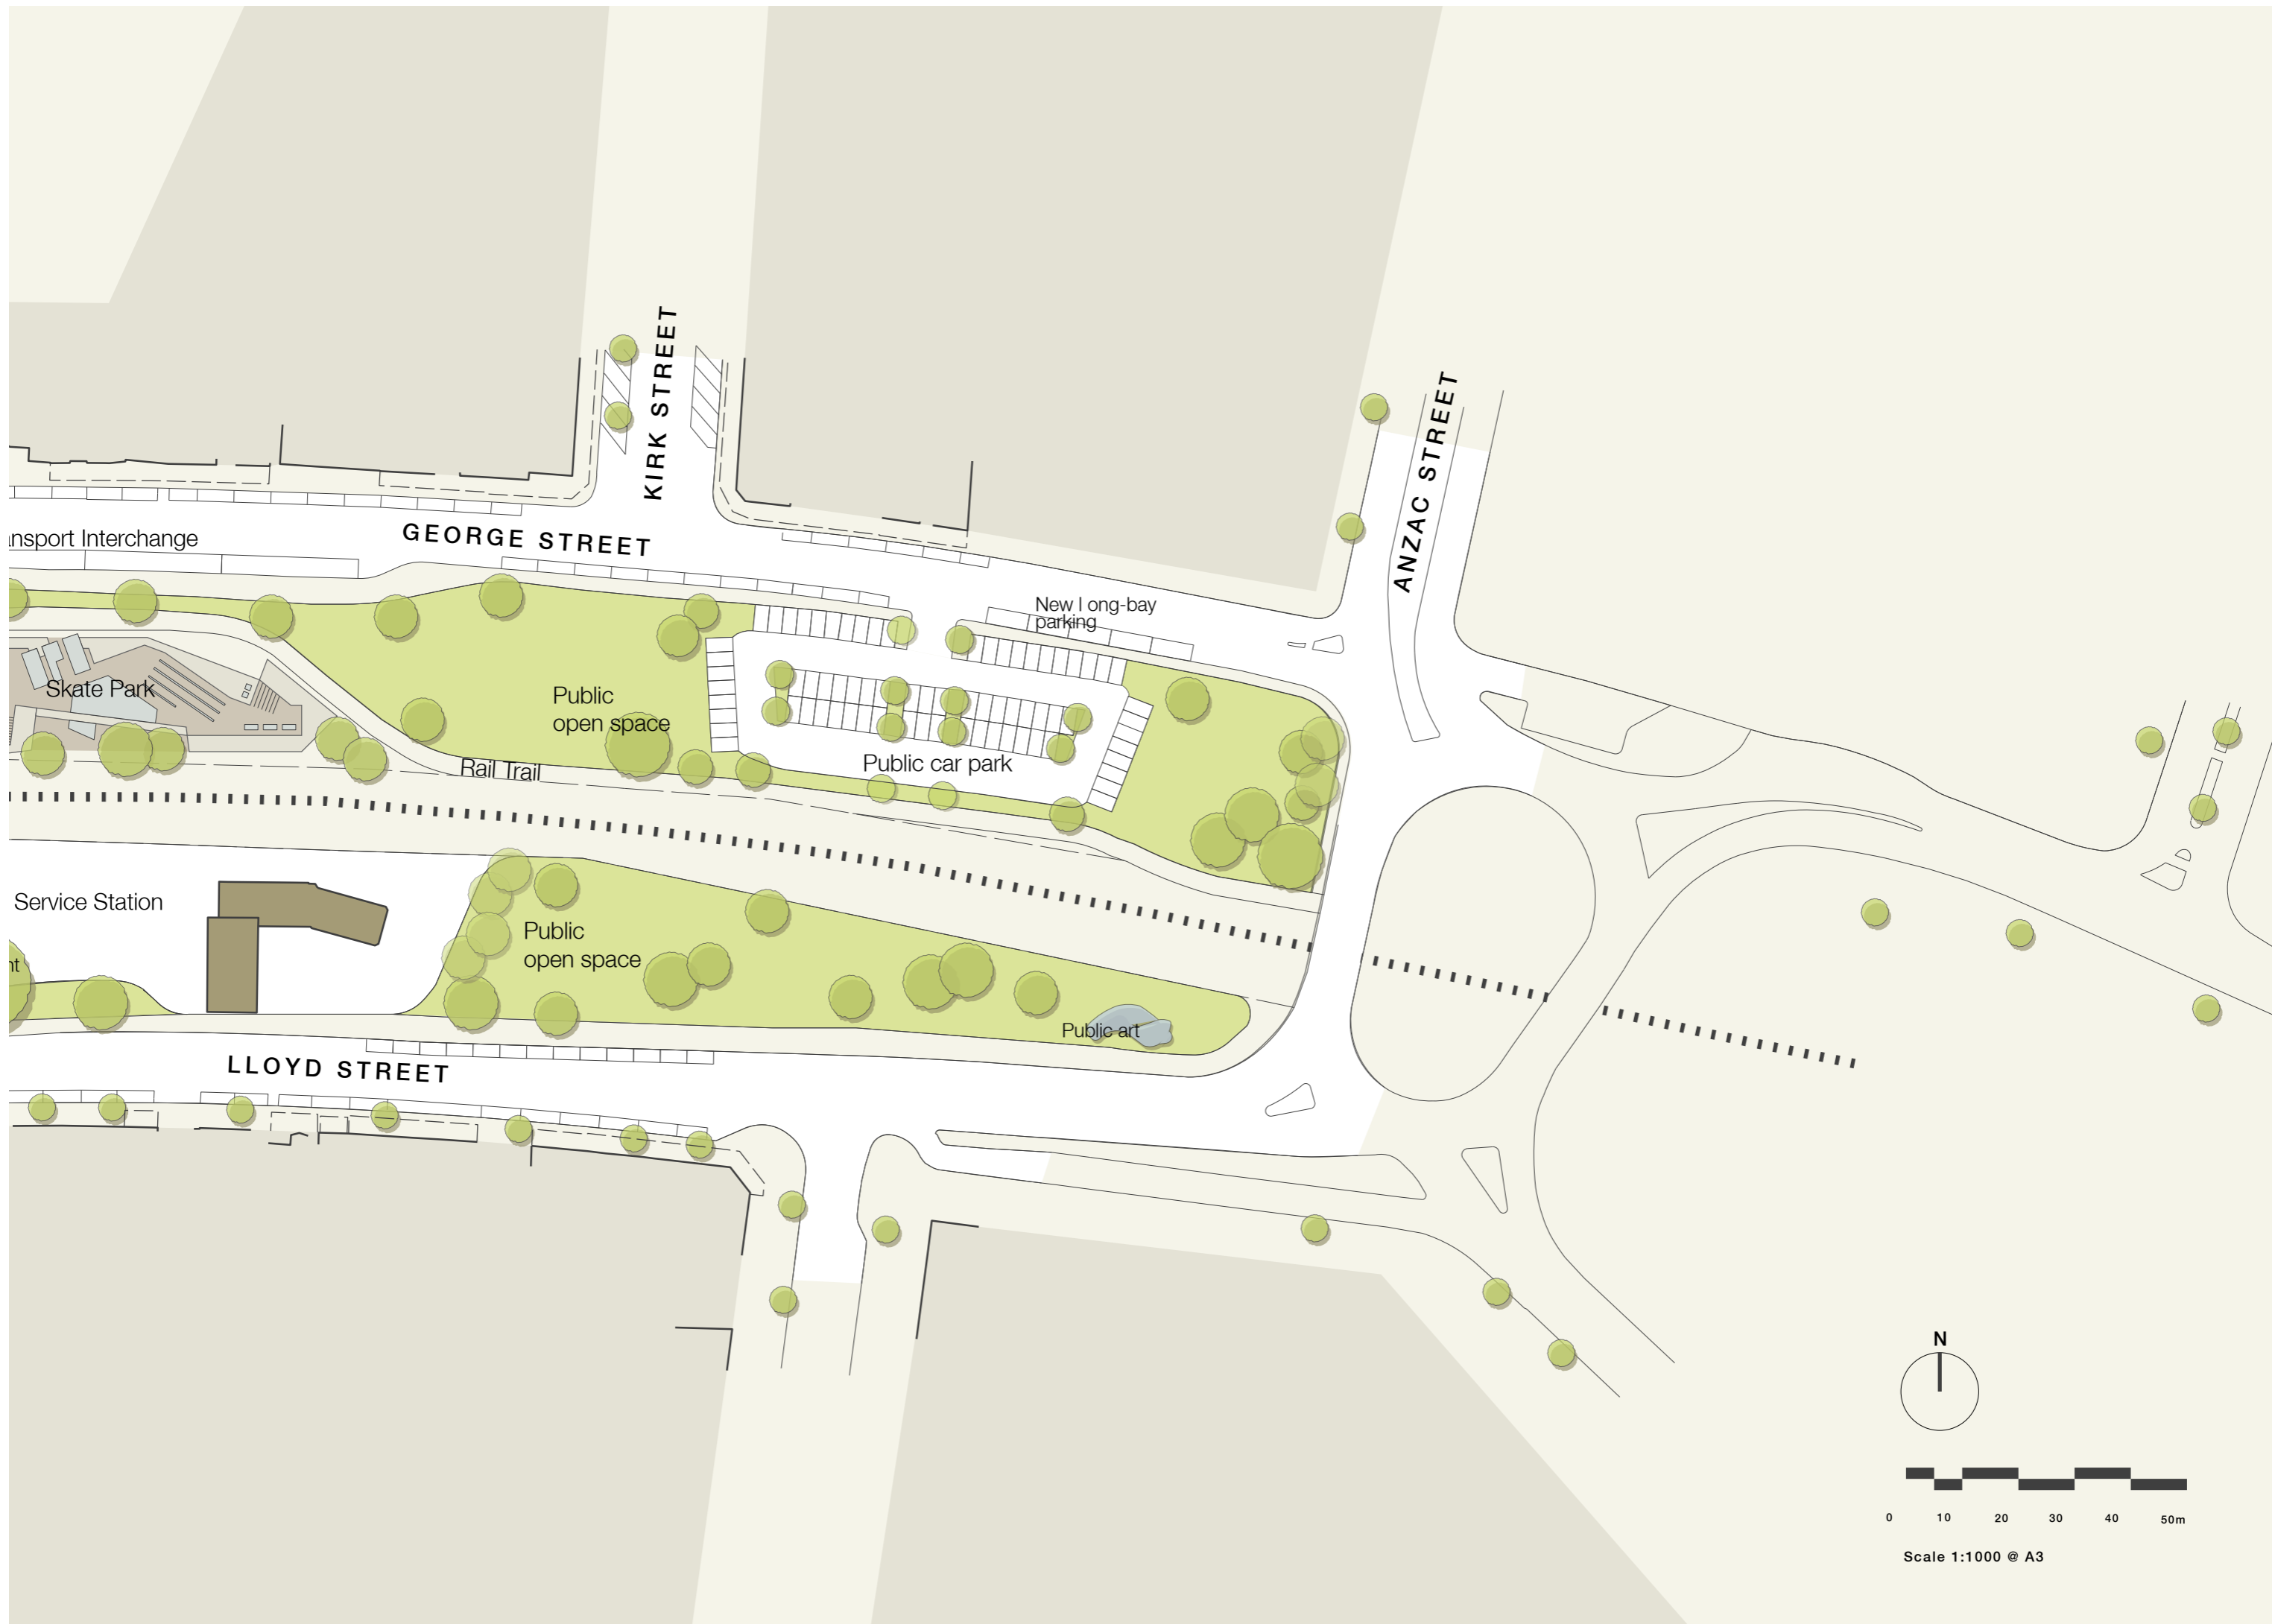 KIRK STREET
ANZAC STREET
GEORGE STREET
ansport Interchange
New l ong-bay
parking
Skate Park
Public
open space
Public car park
Rail Trail
Service Station
Public
open space
nt
Public art
LLOYD STREET
N
0 10 20 30 40 50m
Scale 1:1000 @ A3